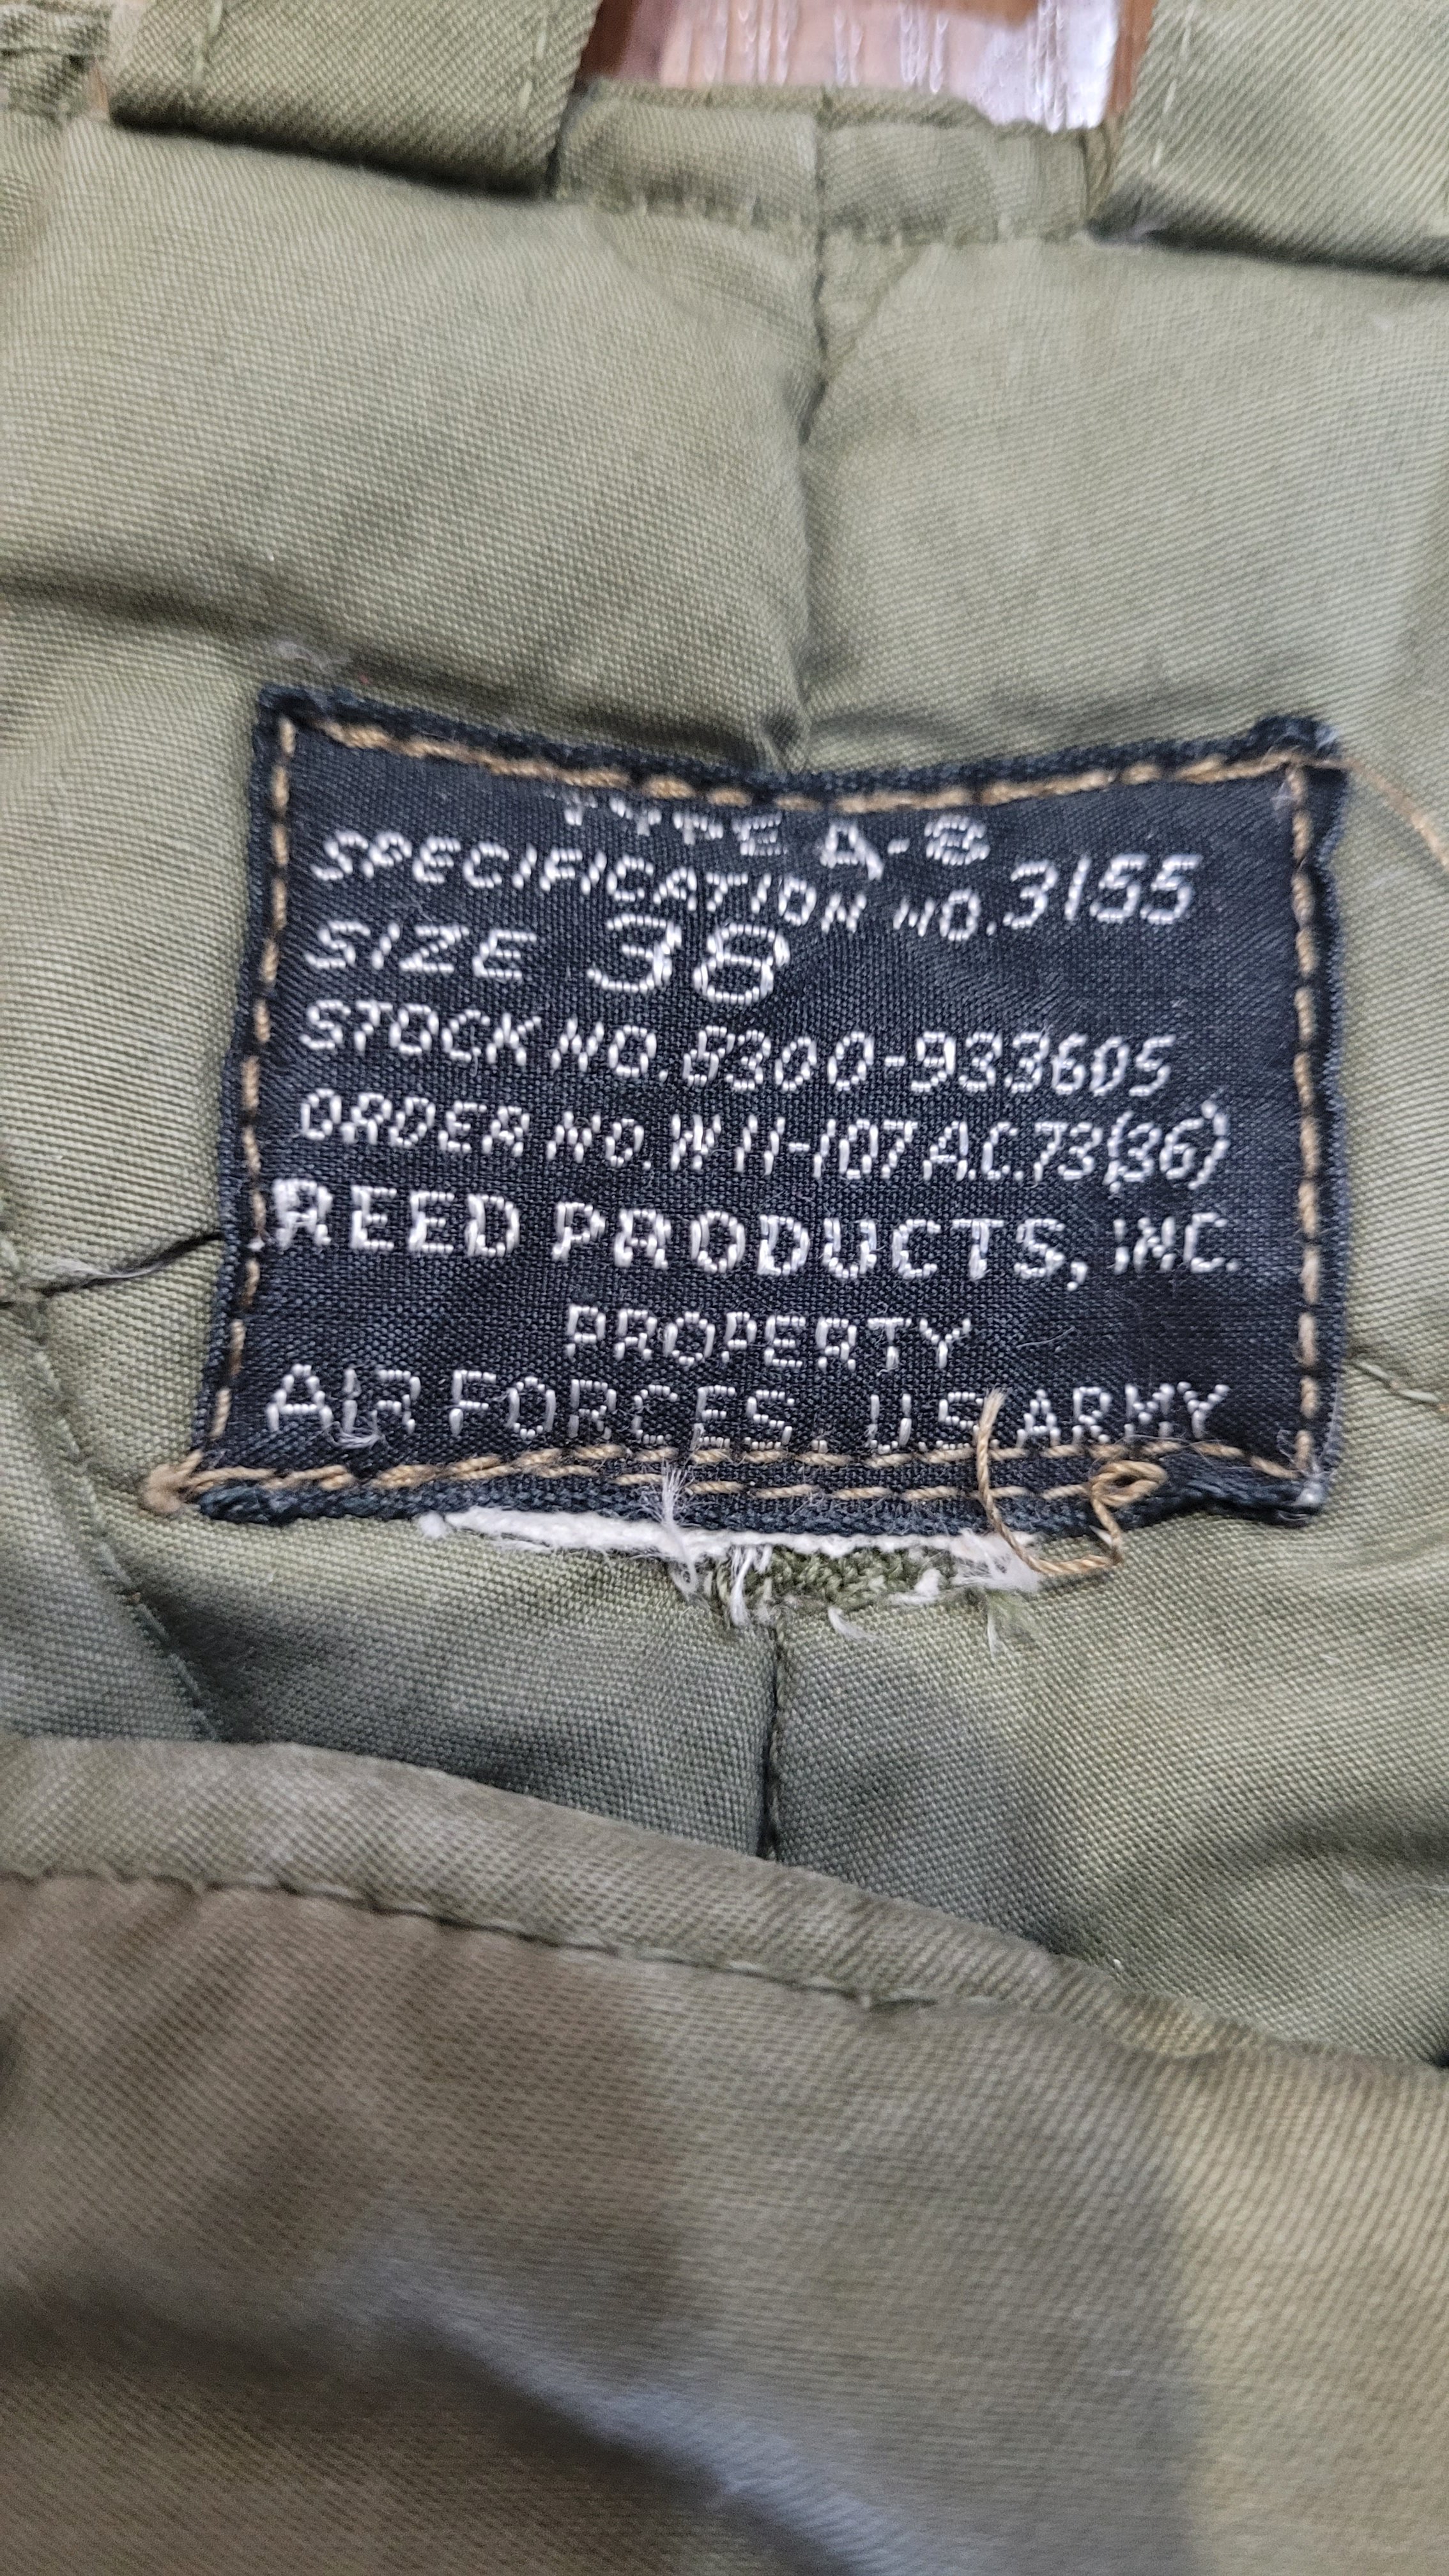 TYPE A-8
SPECIFICATION NO. 3155
SIZE 38
STOCK NO. 8300-933605
ORDER NO. W 11-107 A.C. 73 (36)
REED PRODUCTS, INC.
PROPERTY
AIR FORCES, U.S. ARMY